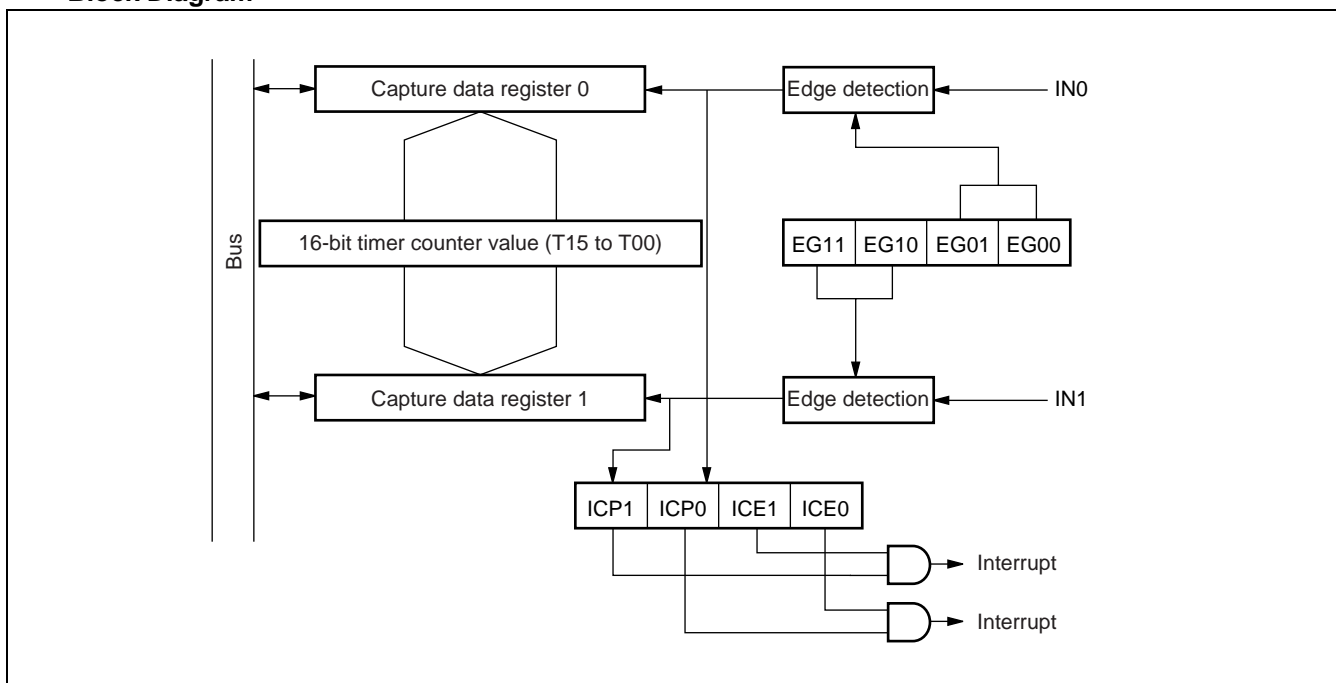 Block Diagram
Capture data register 0
Edge detection
IN0
Bus
16-bit timer counter value (T15 to T00)
EG11 EG10 EG01 EG00
Capture data register 1
Edge detection
IN1
ICP1 ICP0 ICE1 ICE0
Interrupt
Interrupt